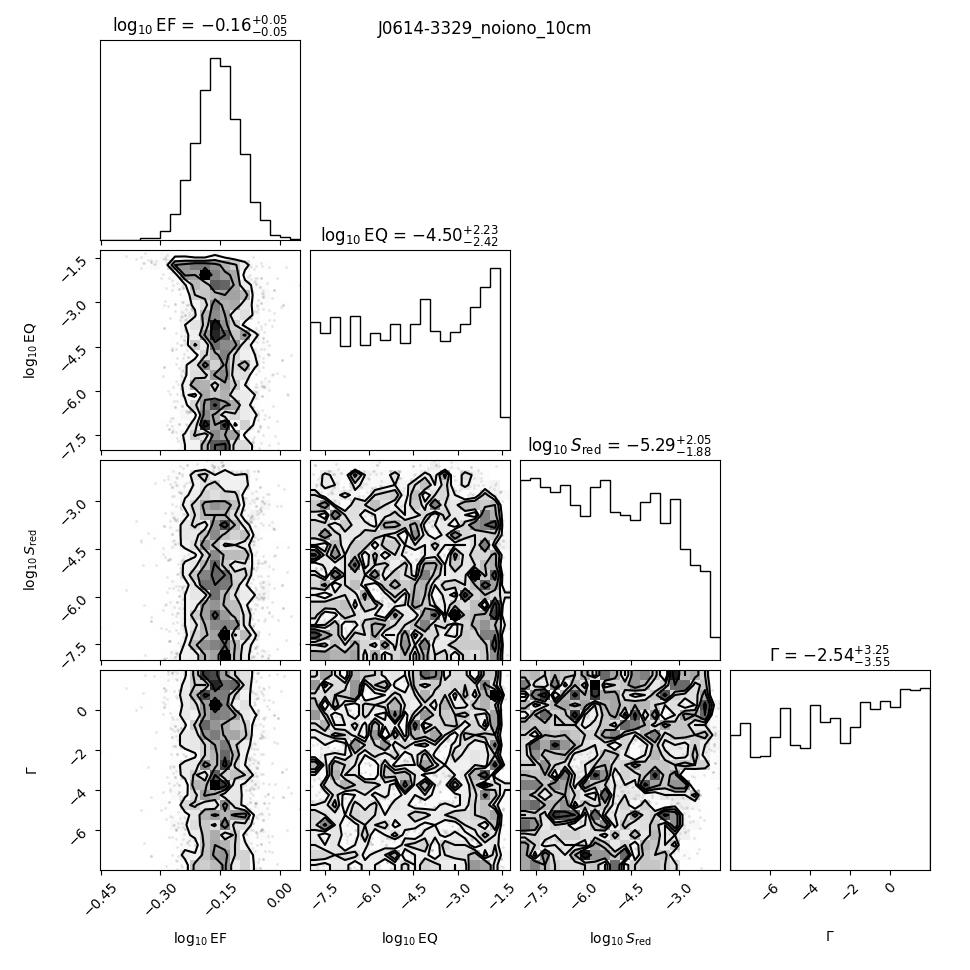 J0614-3329_noiono_10cm
log₁₀ EF = −0.16+0.05 −0.05
log₁₀ EQ = −4.50+2.23 −2.42
−1.5
−3.0
−4.5
−6.0
−7.5
log₁₀ EQ
log₁₀ S_red = −5.29+2.05 −1.88
−3.0
−4.5
−6.0
−7.5
log₁₀ S_red
Γ = −2.54+3.25 −3.55
0
−2
−4
−6
Γ
−0.45 −0.30 −0.15 0.00 −7.5 −6.0 −4.5 −3.0 −1.5 −7.5 −6.0 −4.5 −3.0 −6 −4 −2 0
log₁₀ EF log₁₀ EQ log₁₀ S_red Γ